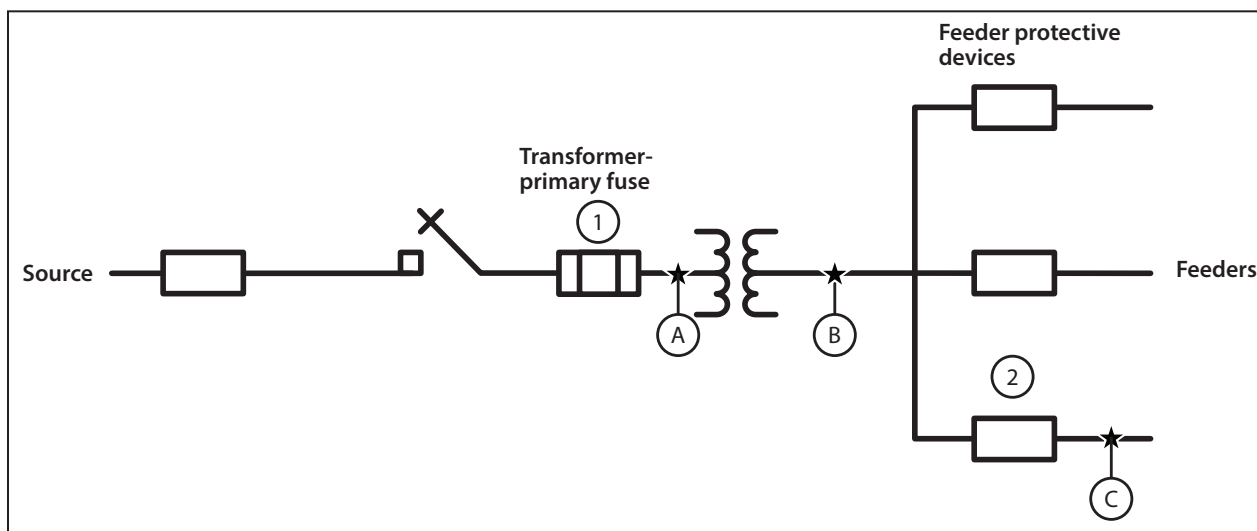 Feeder protective
devices
Transformer-
primary fuse
1
Source
Feeders
A
B
2
C